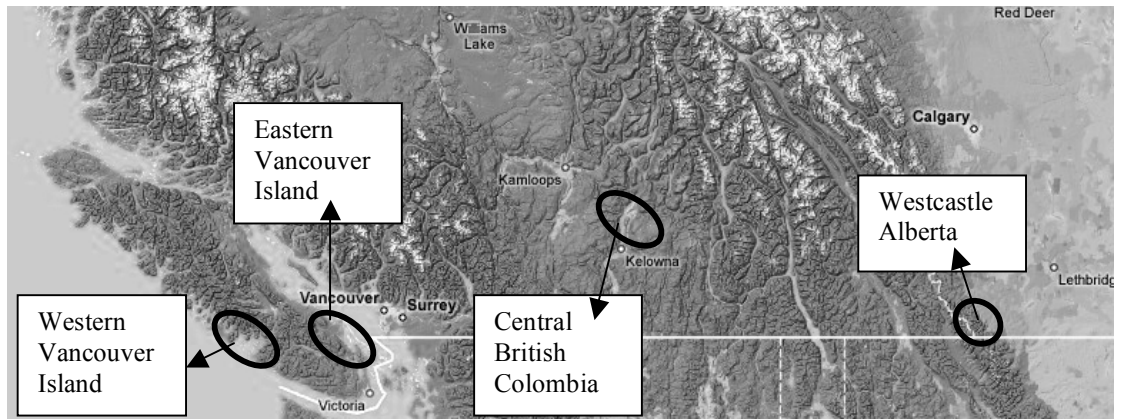 Red Deer
Williams
Lake
Calgary
Eastern
Vancouver
Island
Kamloops
Westcastle
Alberta
Kelowna
Lethbridg
Vancouver
Surrey
Western
Vancouver
Island
Central
British
Colombia
Victoria